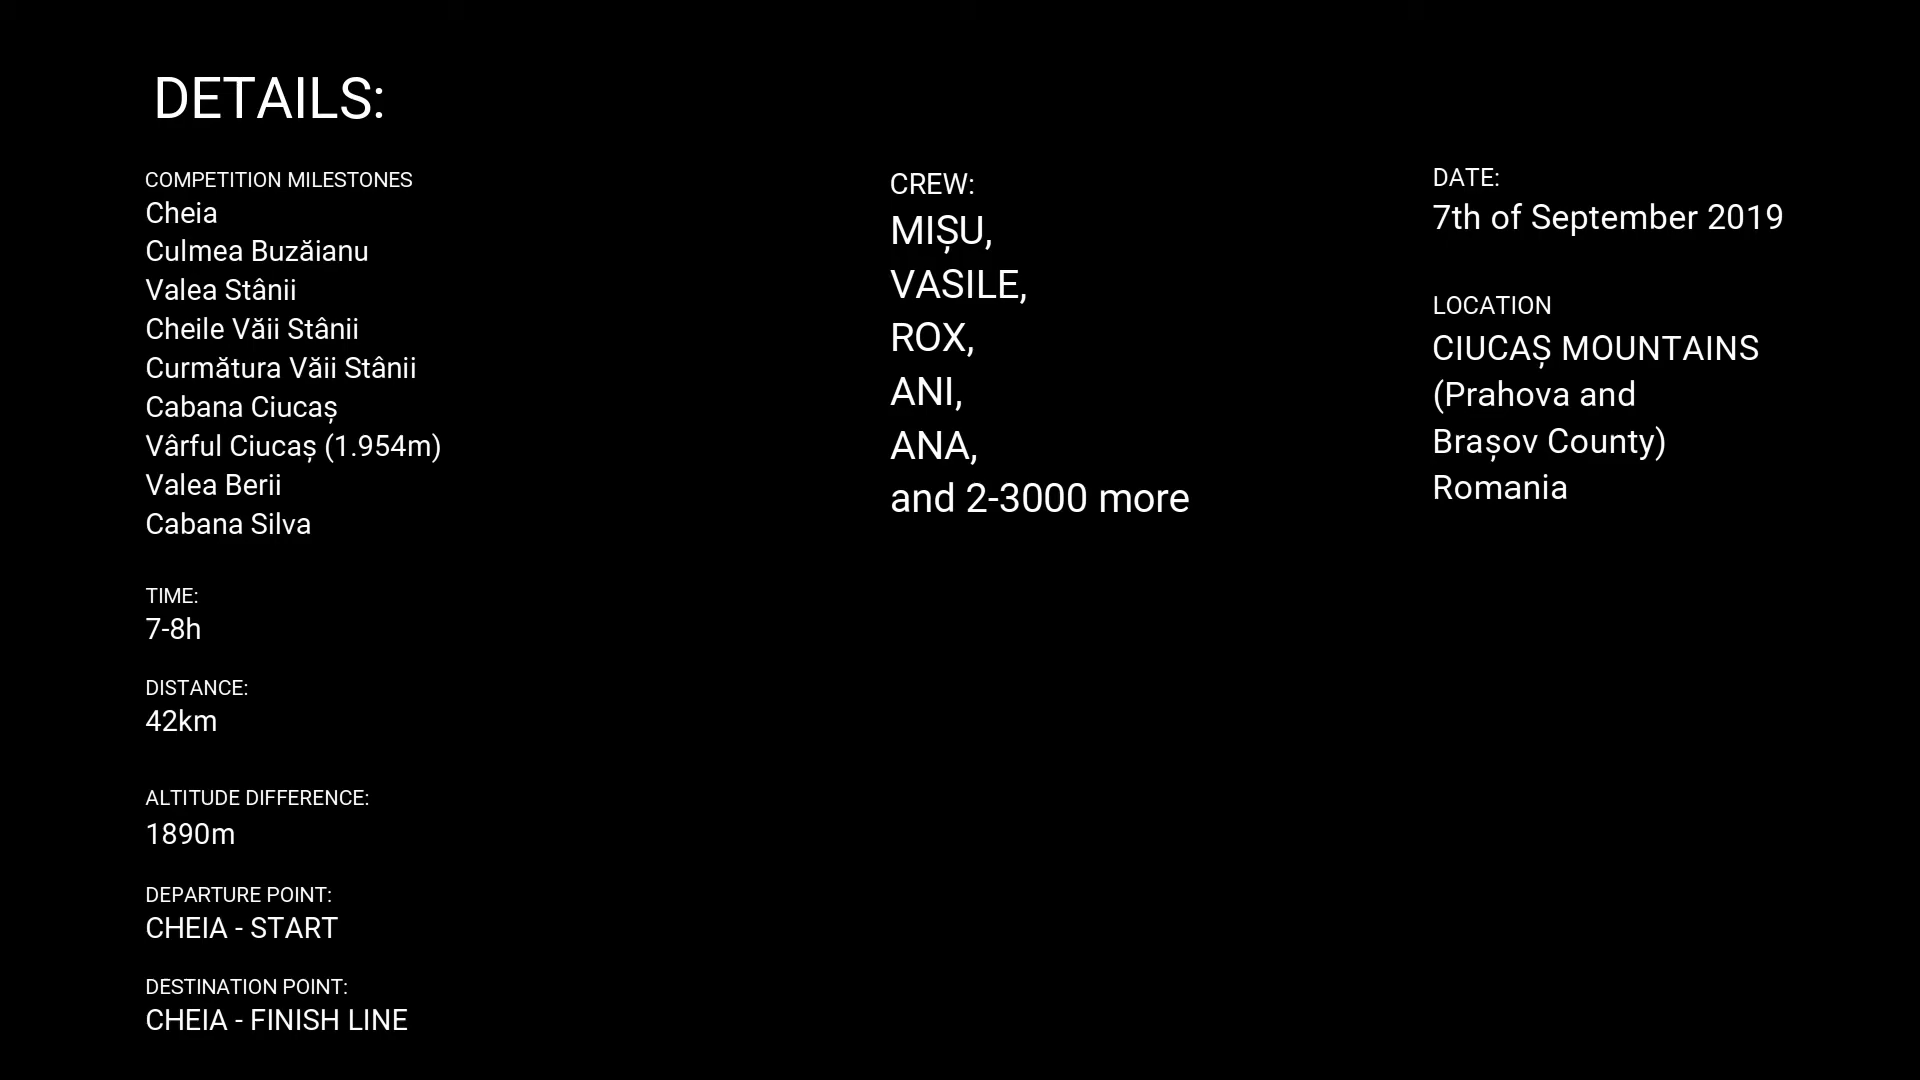 DETAILS:
COMPETITION MILESTONES
Cheia
Culmea Buzăianu
Valea Stânii
Cheile Văii Stânii
Curmătura Văii Stânii
Cabana Ciucaș
Vârful Ciucaș (1.954m)
Valea Berii
Cabana Silva
TIME:
7-8h
DISTANCE:
42km
ALTITUDE DIFFERENCE:
1890m
DEPARTURE POINT:
CHEIA - START
DESTINATION POINT:
CHEIA - FINISH LINE
CREW:
MIȘU,
VASILE,
ROX,
ANI,
ANA,
and 2-3000 more
DATE:
7th of September 2019
LOCATION
CIUCAȘ MOUNTAINS
(Prahova and
Brașov County)
Romania